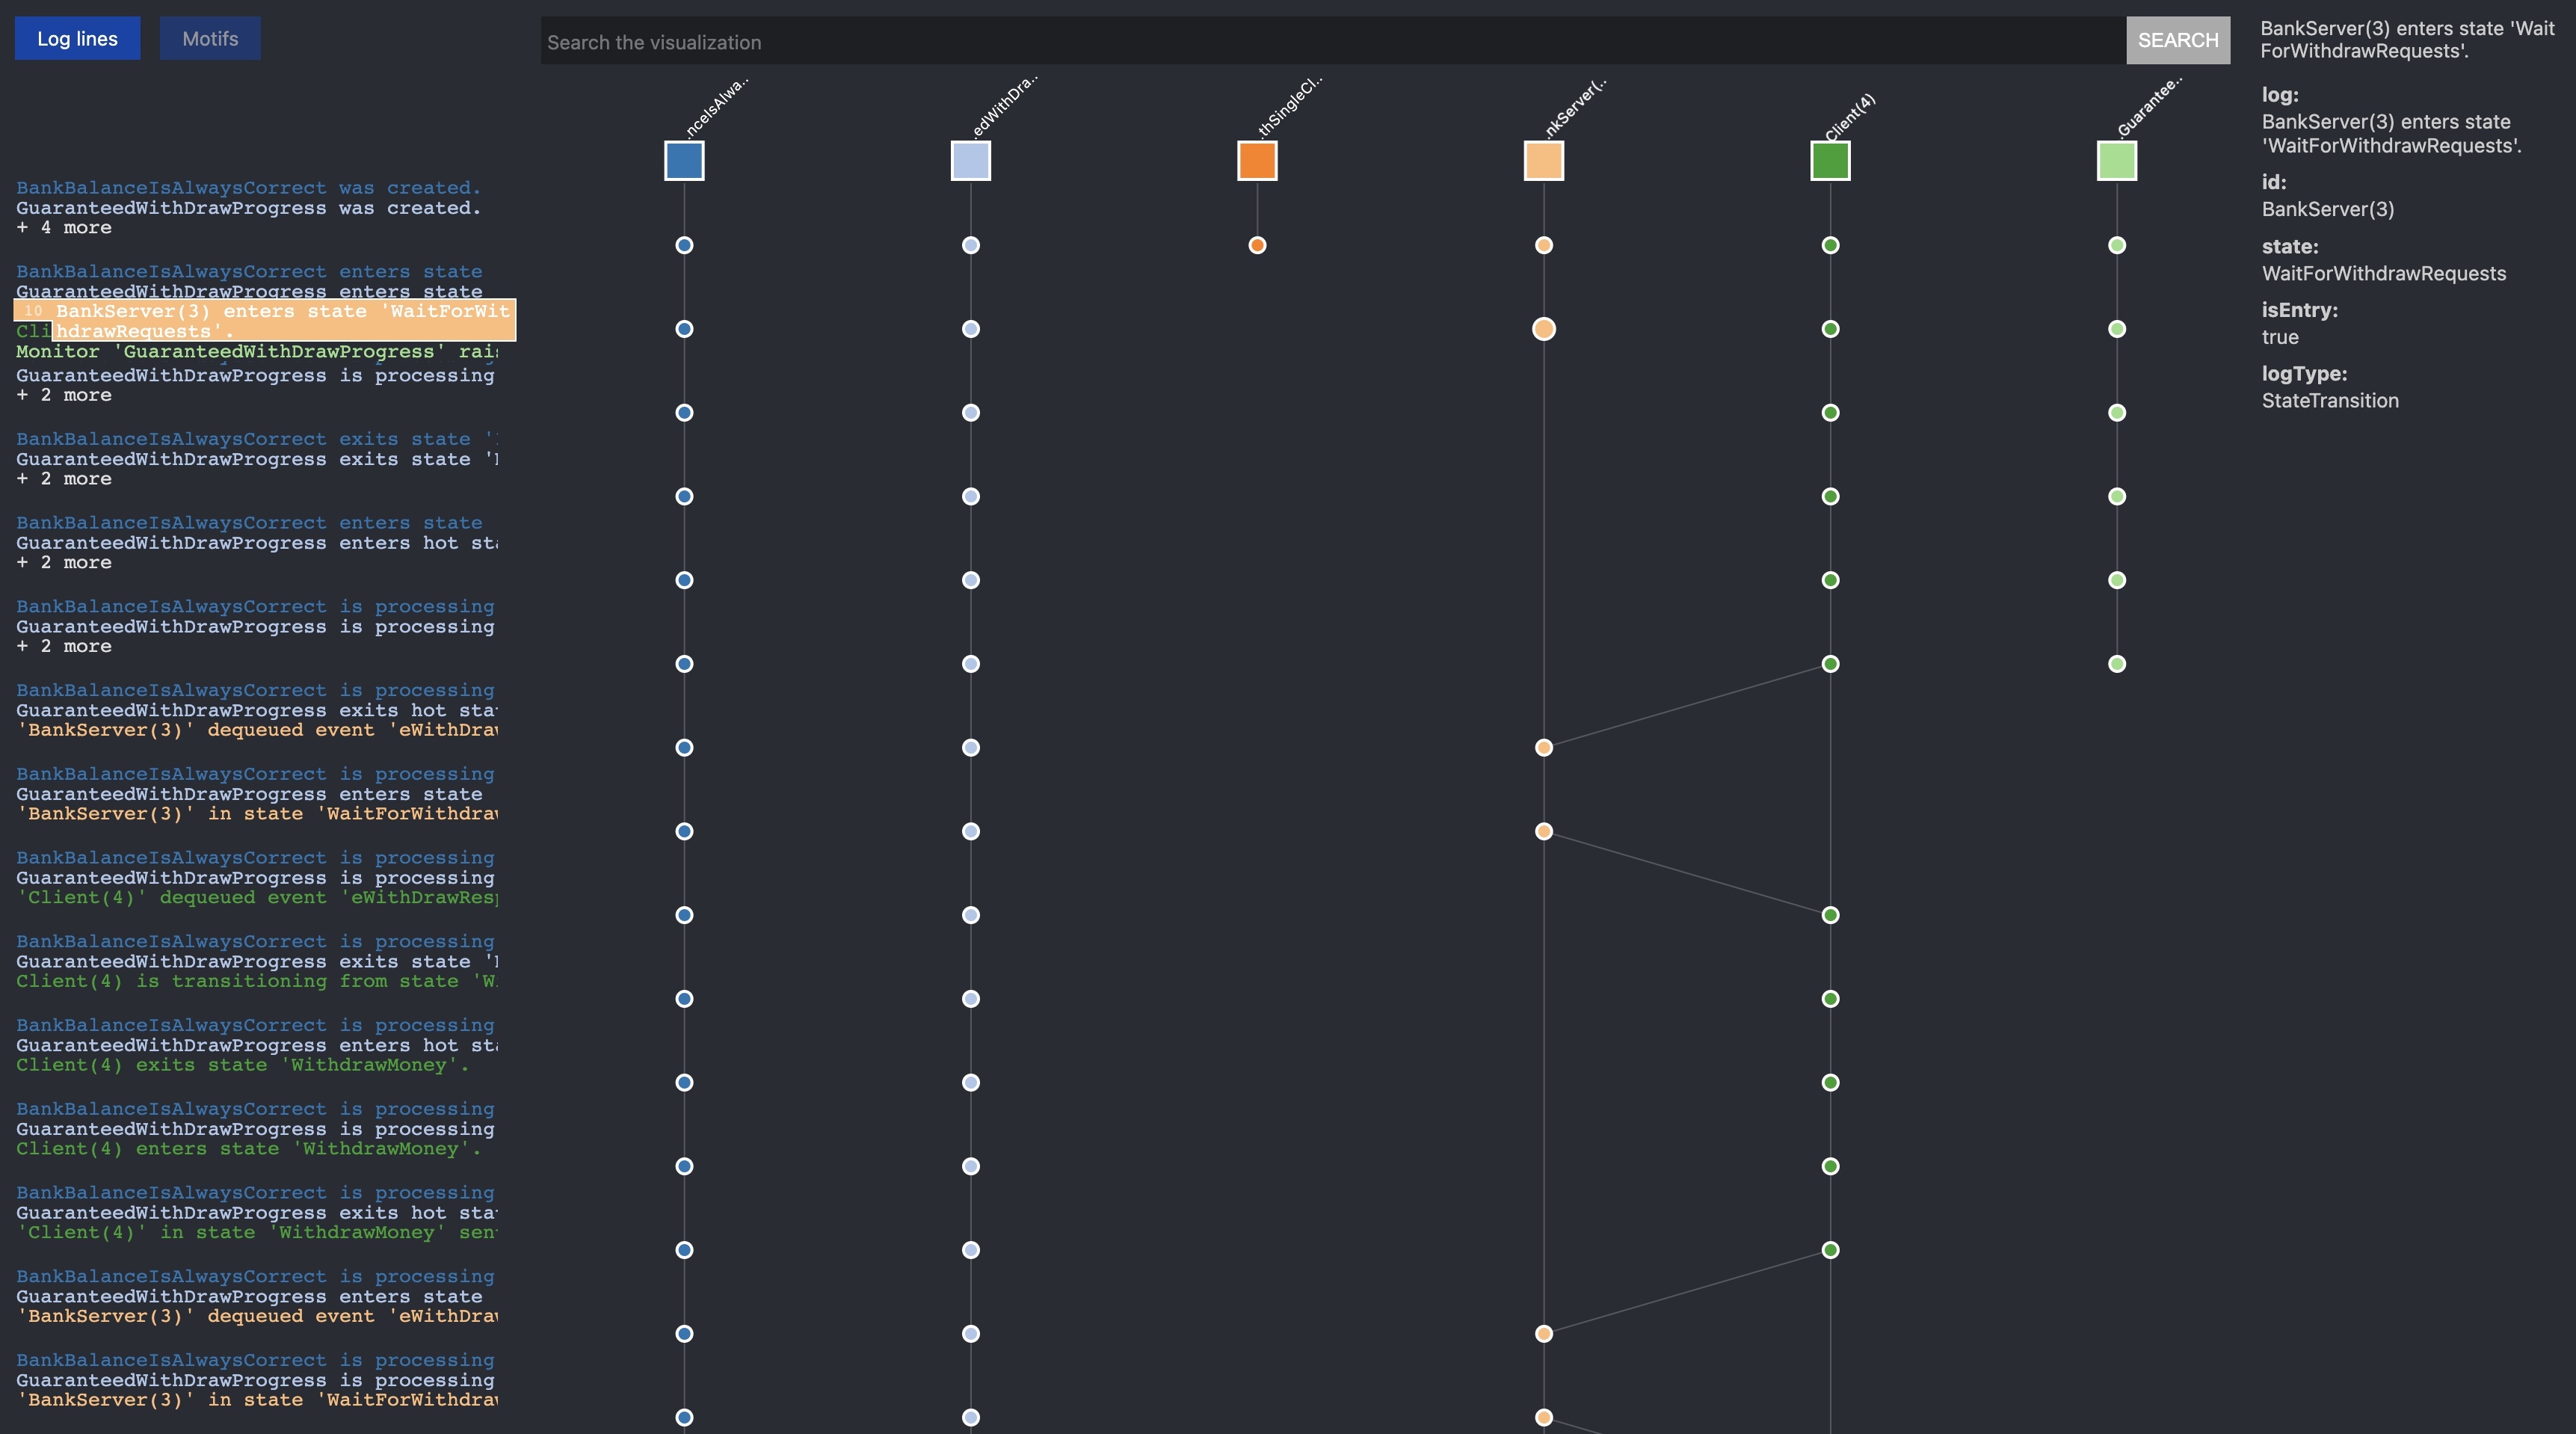 Log lines
Motifs
Search the visualization
SEARCH
BankServer(3) enters state 'Wait
ForWithdrawRequests'.
log:
BankServer(3) enters state
'WaitForWithdrawRequests'.
id:
BankServer(3)
state:
WaitForWithdrawRequests
isEntry:
true
logType:
StateTransition
.nceIsAlwa..
.edWithDra..
.thSingleCl..
.nkServer(..
Client(4)
.Guarantee..
BankBalanceIsAlwaysCorrect was created.
GuaranteedWithDrawProgress was created.
+ 4 more
BankBalanceIsAlwaysCorrect enters state
GuaranteedWithDrawProgress enters state
10 BankServer(3) enters state 'WaitForWit
Cli hdrawRequests'.
Monitor 'GuaranteedWithDrawProgress' rai
GuaranteedWithDrawProgress is processing
+ 2 more
BankBalanceIsAlwaysCorrect exits state '
GuaranteedWithDrawProgress exits state '
+ 2 more
BankBalanceIsAlwaysCorrect enters state
GuaranteedWithDrawProgress enters hot st
+ 2 more
BankBalanceIsAlwaysCorrect is processing
GuaranteedWithDrawProgress is processing
+ 2 more
BankBalanceIsAlwaysCorrect is processing
GuaranteedWithDrawProgress exits hot sta
'BankServer(3)' dequeued event 'eWithDra
BankBalanceIsAlwaysCorrect is processing
GuaranteedWithDrawProgress enters state
'BankServer(3)' in state 'WaitForWithdra
BankBalanceIsAlwaysCorrect is processing
GuaranteedWithDrawProgress is processing
'Client(4)' dequeued event 'eWithDrawRes
BankBalanceIsAlwaysCorrect is processing
GuaranteedWithDrawProgress exits state '
Client(4) is transitioning from state 'W
BankBalanceIsAlwaysCorrect is processing
GuaranteedWithDrawProgress enters hot sta
Client(4) exits state 'WithdrawMoney'.
BankBalanceIsAlwaysCorrect is processing
GuaranteedWithDrawProgress is processing
Client(4) enters state 'WithdrawMoney'.
BankBalanceIsAlwaysCorrect is processing
GuaranteedWithDrawProgress exits hot sta
'Client(4)' in state 'WithdrawMoney' sen
BankBalanceIsAlwaysCorrect is processing
GuaranteedWithDrawProgress enters state
'BankServer(3)' dequeued event 'eWithDra
BankBalanceIsAlwaysCorrect is processing
GuaranteedWithDrawProgress is processing
'BankServer(3)' in state 'WaitForWithdra